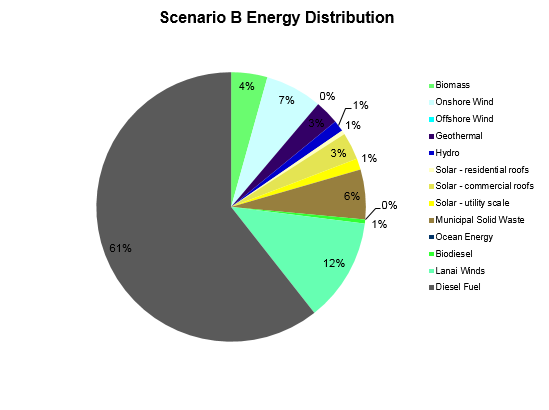 Scenario B Energy Distribution
4%
7%
0%
3%
1%
1%
3%
1%
6%
0%
1%
12%
61%
Biomass
Onshore Wind
Offshore Wind
Geothermal
Hydro
Solar - residential roofs
Solar - commercial roofs
Solar - utility scale
Municipal Solid Waste
Ocean Energy
Biodiesel
Lanai Winds
Diesel Fuel